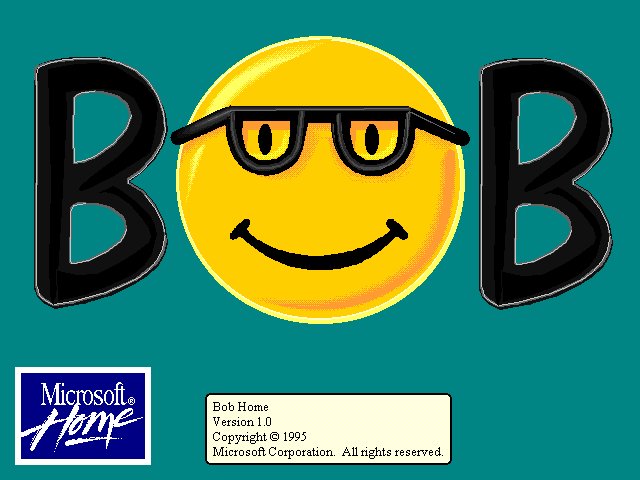 BOB
Microsoft®
Home
Bob Home
Version 1.0
Copyright © 1995
Microsoft Corporation.  All rights reserved.